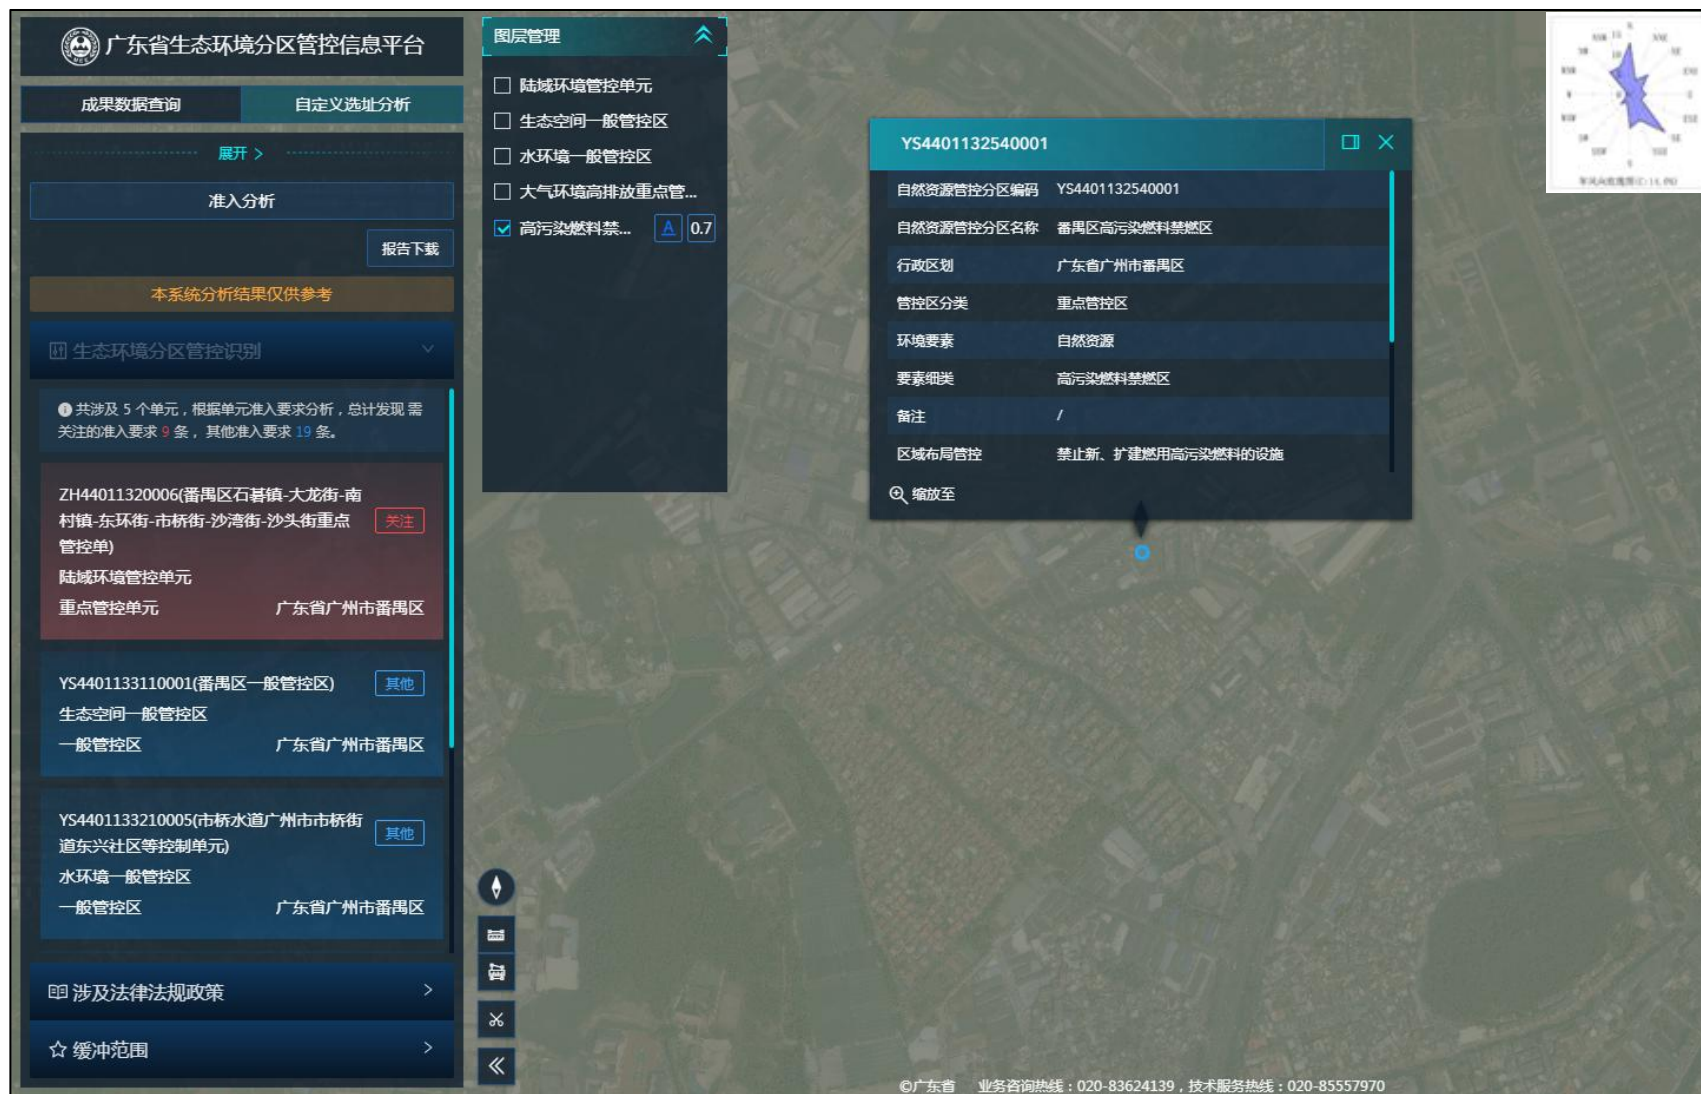 广东省生态环境分区管控信息平台
成果数据查询
自定义选址分析
展开 >
准入分析
报告下载
本系统分析结果仅供参考
生态环境分区管控识别
共涉及 5 个单元，根据单元准入要求分析，总计发现 需
关注的准入要求 9 条， 其他准入要求 19 条。
ZH44011320006(番禺区石碁镇-大龙街-南
村镇-东环街-市桥街-沙湾街-沙头街重点
管控单)
关注
陆域环境管控单元
重点管控单元 广东省广州市番禺区
YS4401133110001(番禺区一般管控区)
其他
生态空间一般管控区
一般管控区 广东省广州市番禺区
YS4401133210005(市桥水道广州市市桥街
道东兴社区等控制单元)
其他
水环境一般管控区
一般管控区 广东省广州市番禺区
涉及法律法规政策
缓冲范围
图层管理
陆域环境管控单元
生态空间一般管控区
水环境一般管控区
大气环境高排放重点管...
高污染燃料禁... A 0.7
YS4401132540001
自然资源管控分区编码 YS4401132540001
自然资源管控分区名称 番禺区高污染燃料禁燃区
行政区划 广东省广州市番禺区
管控区分类 重点管控区
环境要素 自然资源
要素细类 高污染燃料禁燃区
备注 /
区域布局管控 禁止新、扩建燃用高污染燃料的设施
缩放至
©广东省 业务咨询热线：020-83624139，技术服务热线：020-85557970